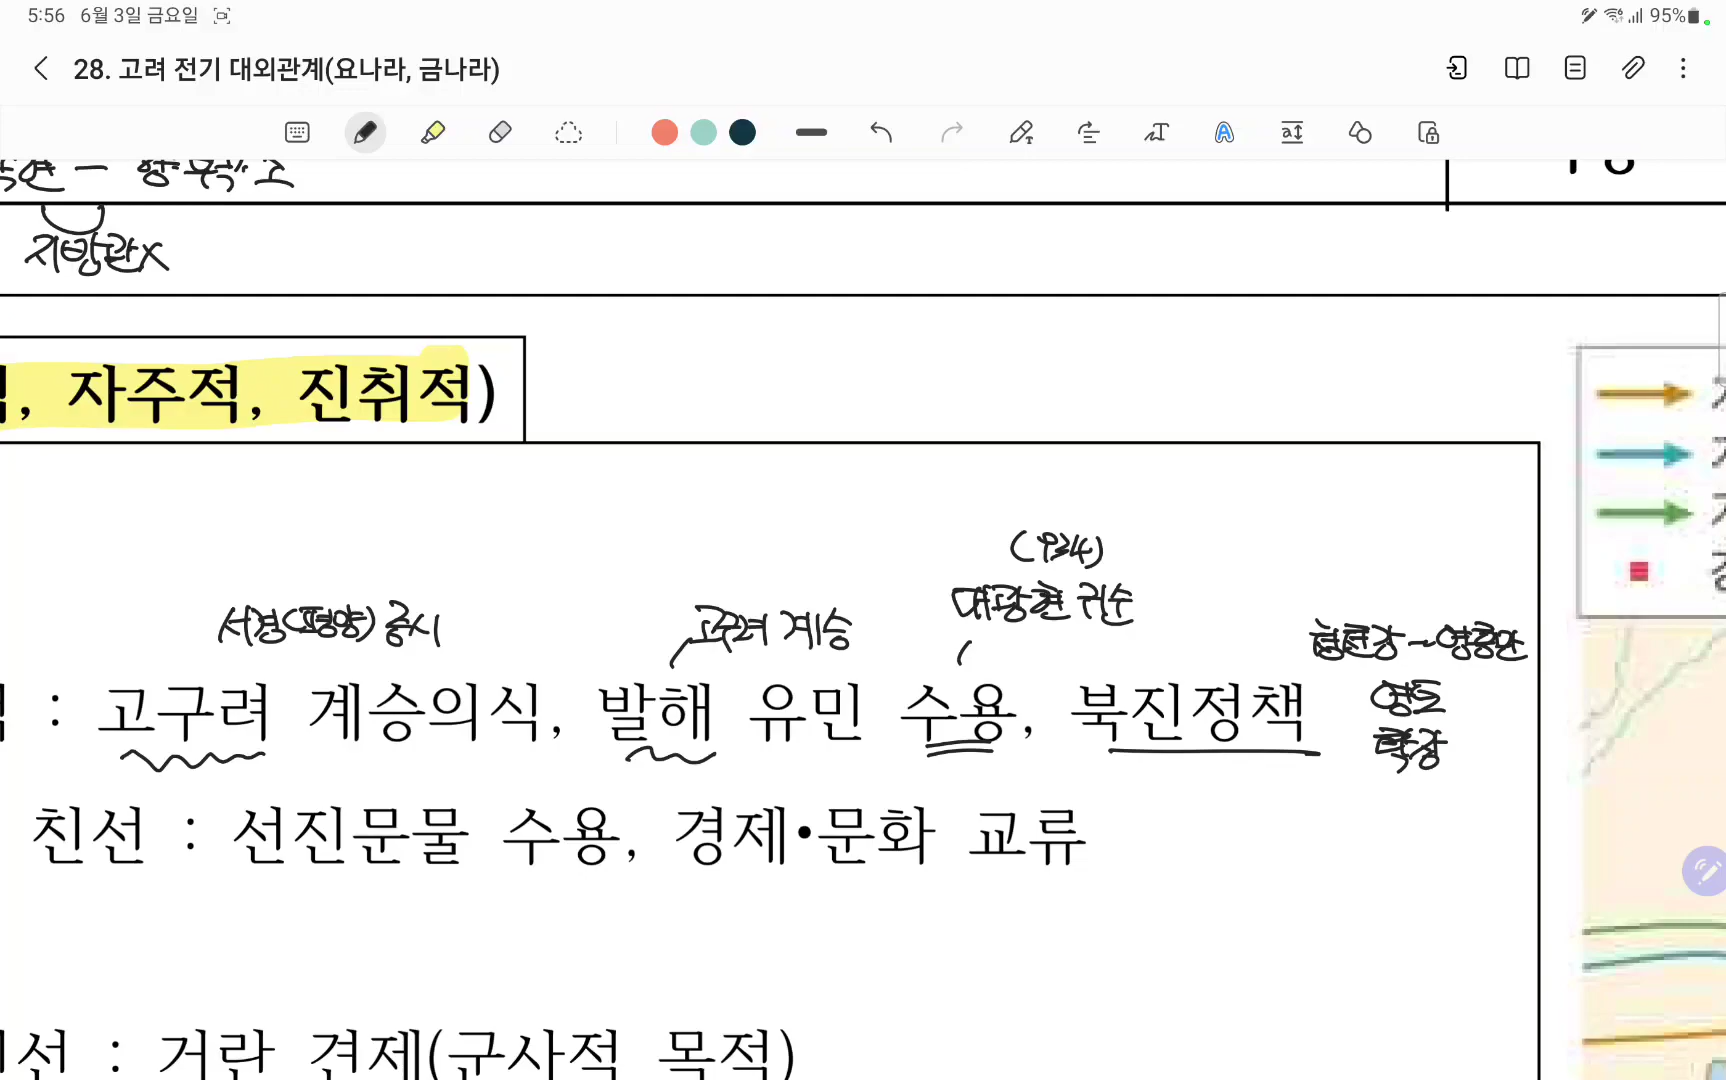 5:56 6월 3일 금요일 95%
28. 고려 전기 대외관계(요나라, 금나라)
지방관X
, 자주적, 진취적)
(934)
서경(평양) 중시 고구려 계승 대광현 귀순
청천강~영흥만
: 고구려 계승의식, 발해 유민 수용, 북진정책 영토
확장
친선 : 선진문물 수용, 경제•문화 교류
선 : 거란 견제(군사적 목적)